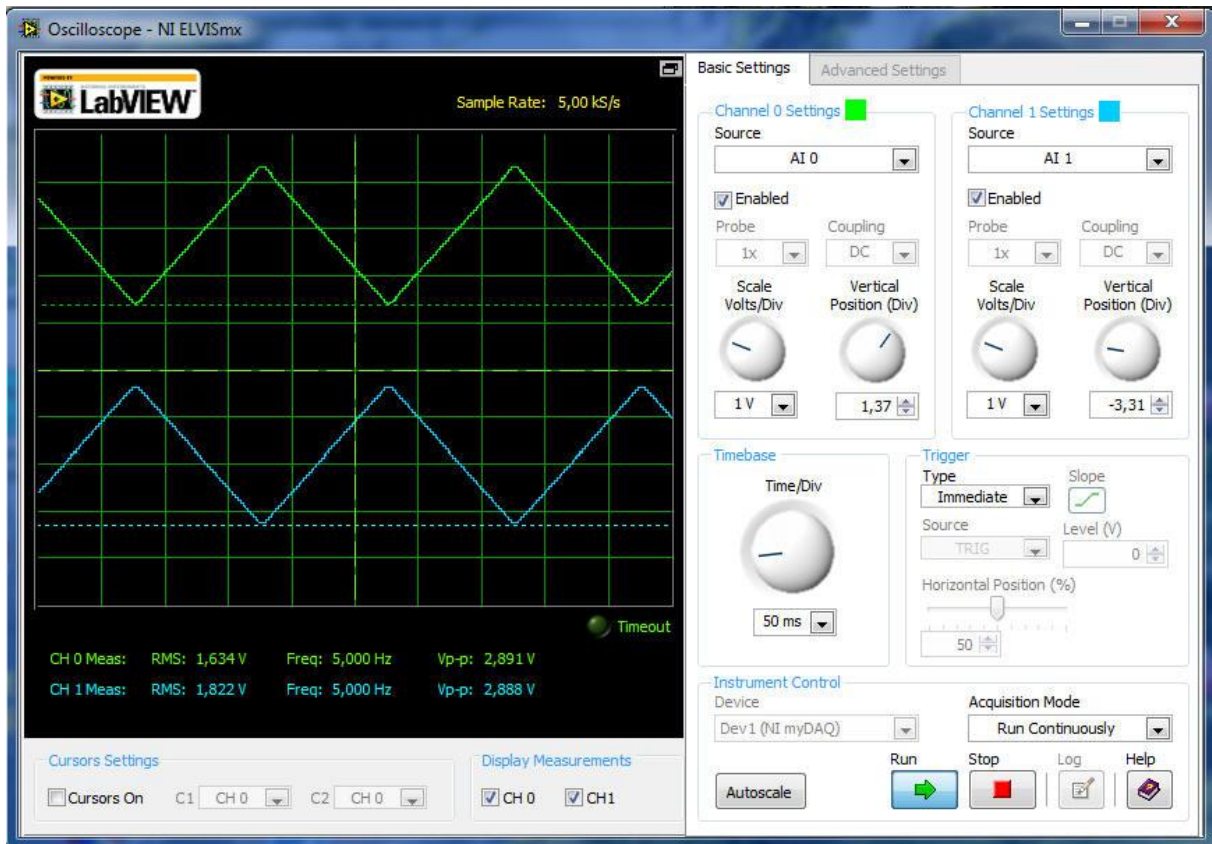 Oscilloscope - NI ELVISmx
POWERED BY
LabVIEW
Sample Rate: 5,00 kS/s
Timeout
CH 0 Meas: RMS: 1,634 V Freq: 5,000 Hz Vp-p: 2,891 V
CH 1 Meas: RMS: 1,822 V Freq: 5,000 Hz Vp-p: 2,888 V
Cursors Settings
Cursors On C1 CH 0 C2 CH 0
Display Measurements
CH 0 CH1
Basic Settings Advanced Settings
Channel 0 Settings
Source
AI 0
Enabled
Probe Coupling
1x DC
Scale Vertical
Volts/Div Position (Div)
1 V 1,37
Channel 1 Settings
Source
AI 1
Enabled
Probe Coupling
1x DC
Scale Vertical
Volts/Div Position (Div)
1 V -3,31
Timebase
Time/Div
50 ms
Trigger
Type Slope
Immediate
Source Level (V)
TRIG 0
Horizontal Position (%)
50
Instrument Control
Device Acquisition Mode
Dev1 (NI myDAQ) Run Continuously
Run Stop Log Help
Autoscale